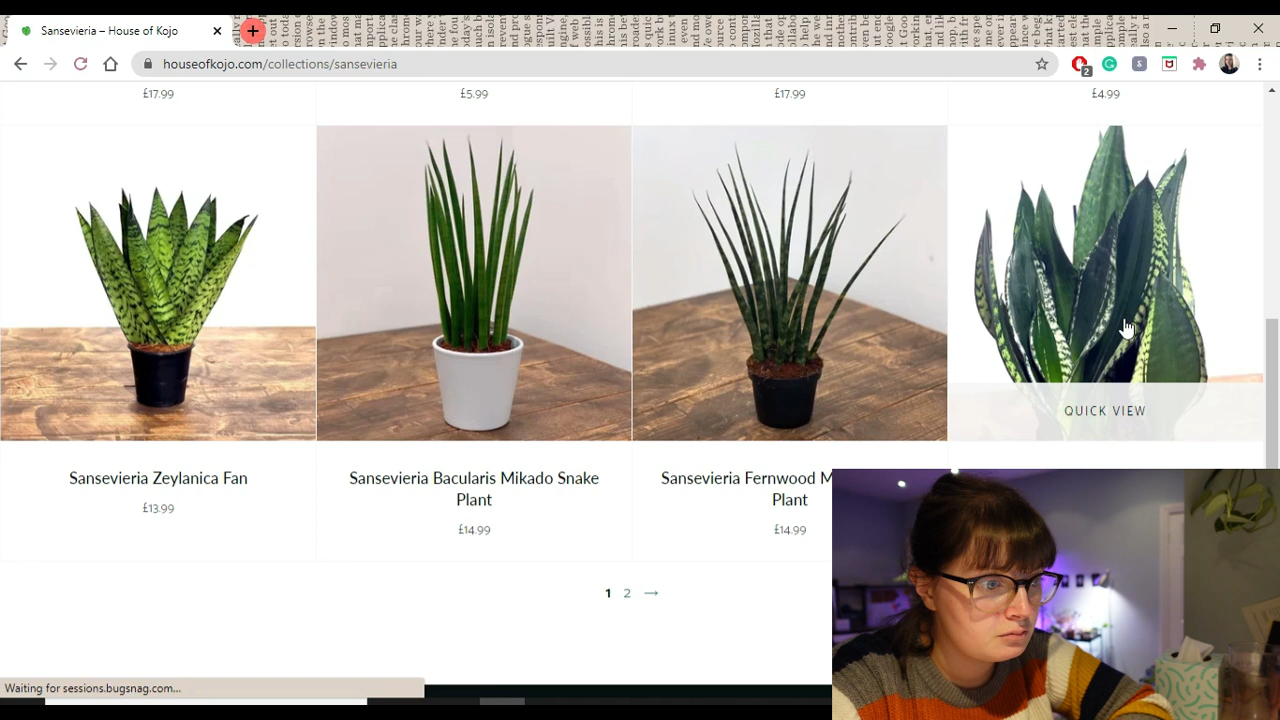 Sansevieria – House of Kojo
houseofkojo.com/collections/sansevieria
2
£17.99
£5.99
£17.99
£4.99
QUICK VIEW
Sansevieria Zeylanica Fan
£13.99
Sansevieria Bacularis Mikado Snake
Plant
£14.99
Sansevieria Fernwood M
Plant
£14.99
1 2 →
Waiting for sessions.bugsnag.com...